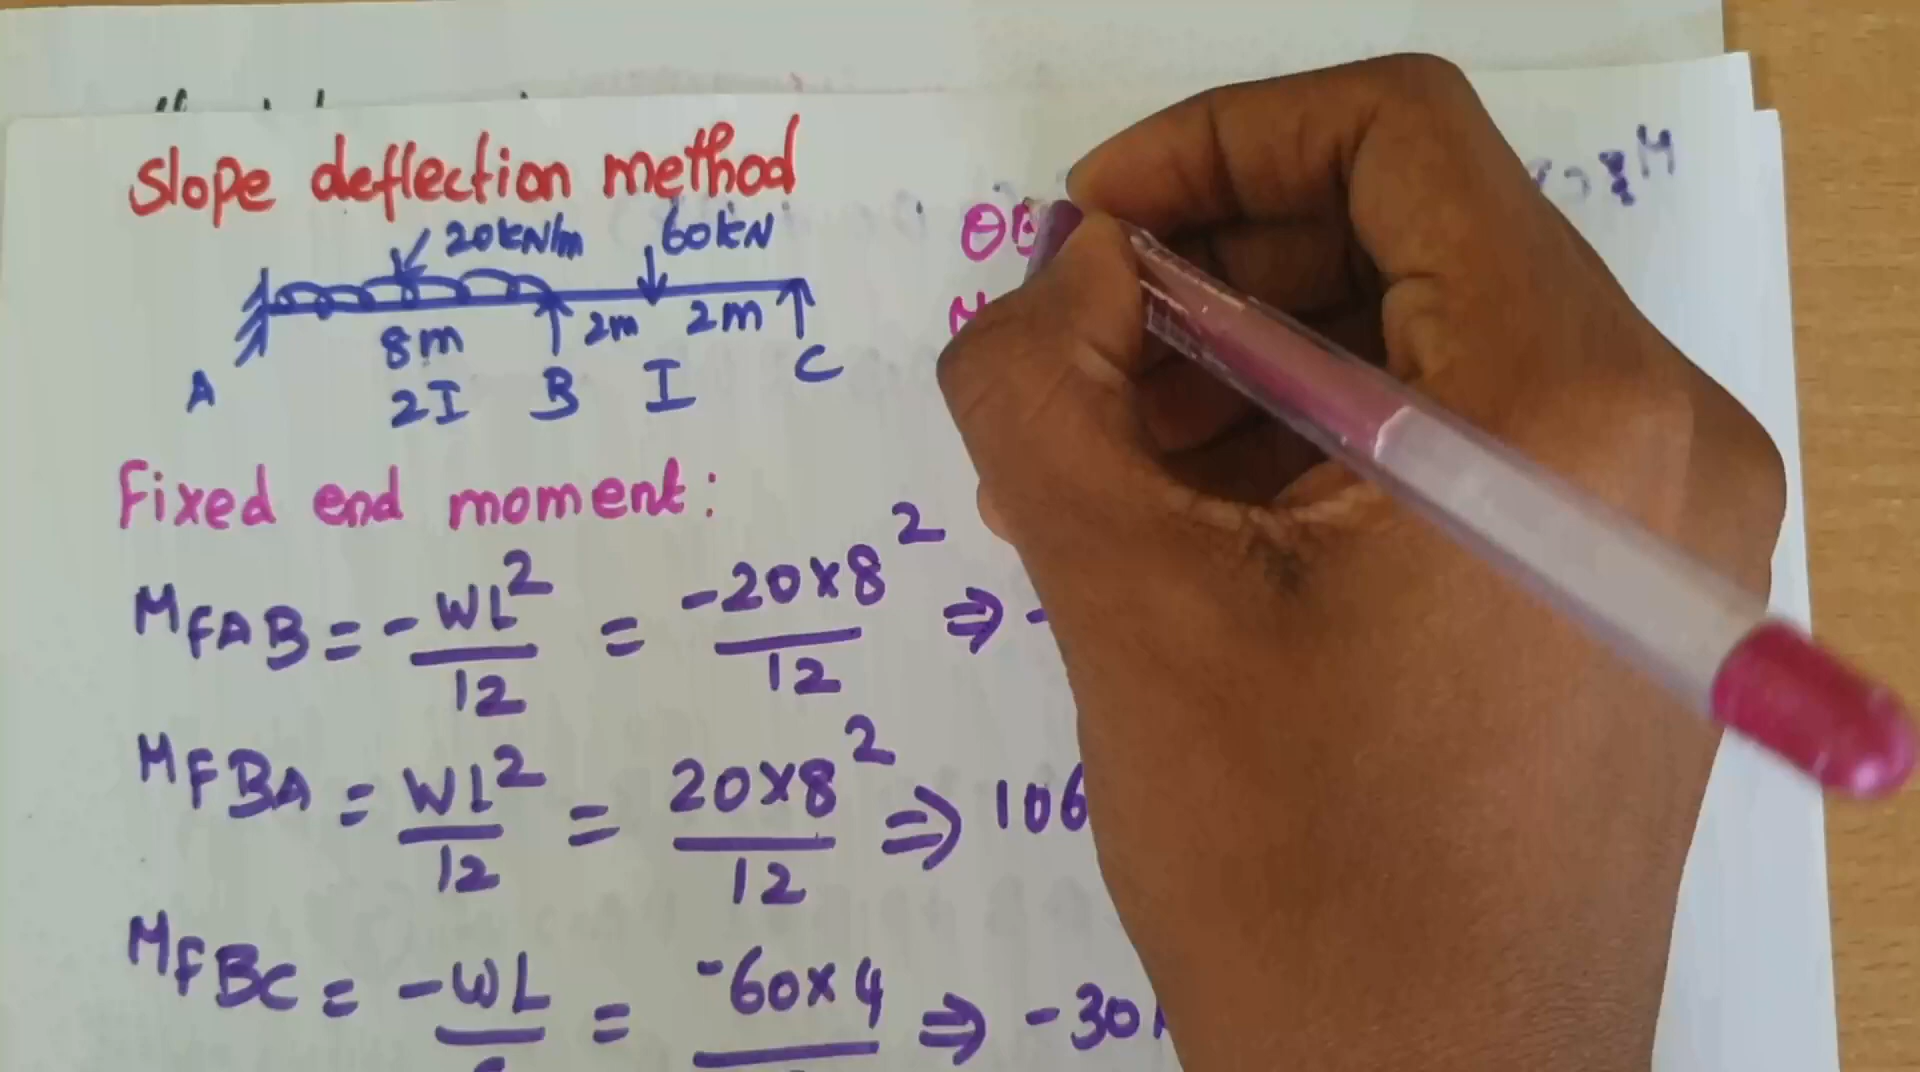 Slope deflection method
20kN/m 60kN
8m 2m 2m
A 2I B I C
Fixed end moment:
MFAB = -WL²/12 = -20×8²/12 ⇒ -
MFBA = WL²/12 = 20×8²/12 ⇒ 106
MFBC = -WL = -60×4 ⇒ -30
θB